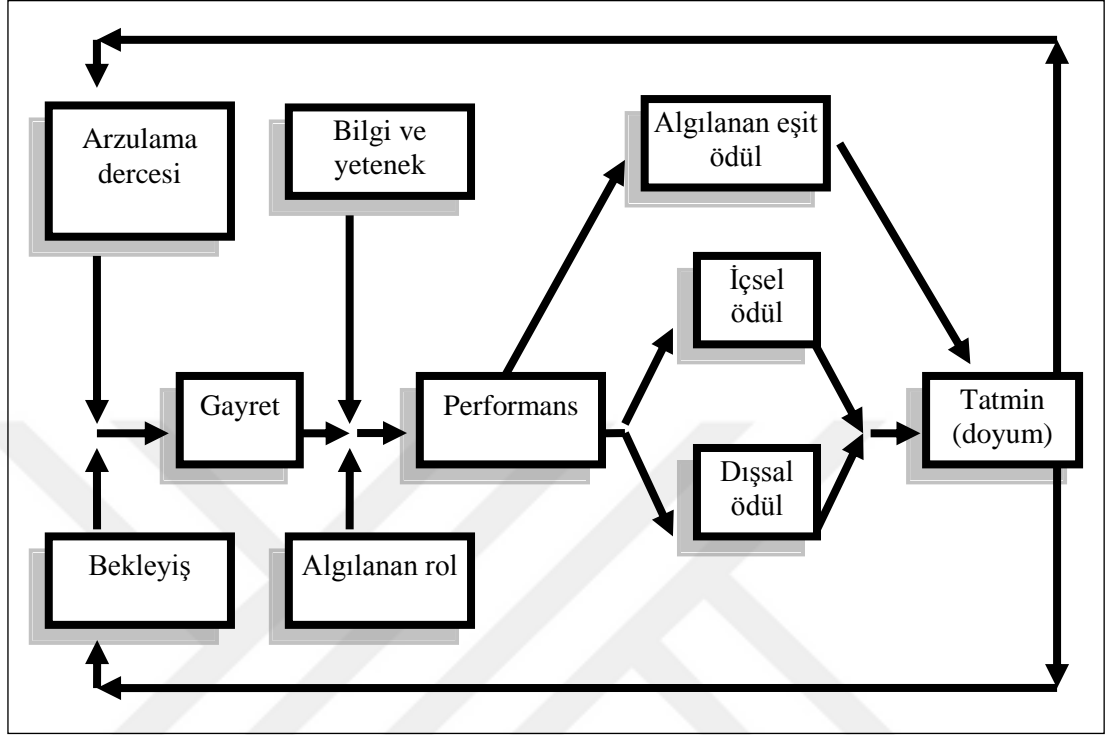 Arzulama
dercesi
Bilgi ve
yetenek
Algılanan eşit
ödül
İçsel
ödül
Gayret
Performans
Tatmin
(doyum)
Dışsal
ödül
Bekleyiş
Algılanan rol